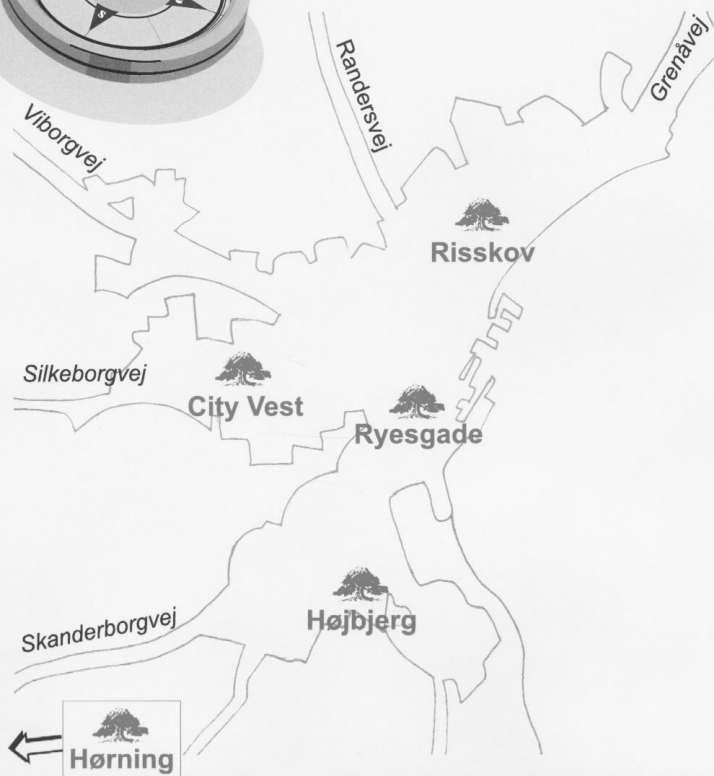 S
Viborgvej
Randersvej
Grenåvej
Risskov
Silkeborgvej
City Vest
Ryesgade
Skanderborgvej
Højbjerg
Hørning